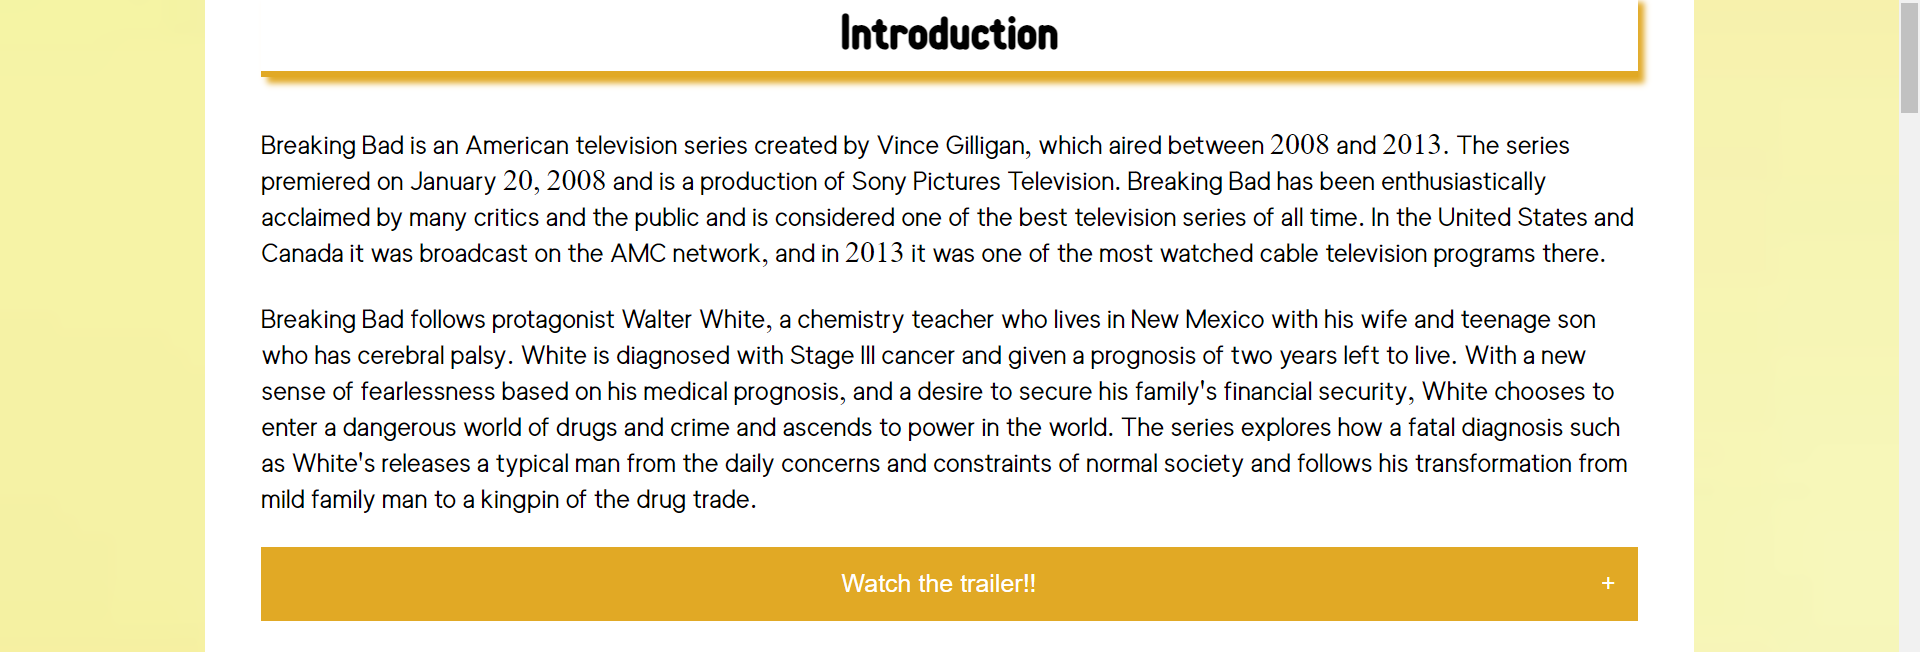 Introduction
Breaking Bad is an American television series created by Vince Gilligan, which aired between 2008 and 2013. The series
premiered on January 20, 2008 and is a production of Sony Pictures Television. Breaking Bad has been enthusiastically
acclaimed by many critics and the public and is considered one of the best television series of all time. In the United States and
Canada it was broadcast on the AMC network, and in 2013 it was one of the most watched cable television programs there.
Breaking Bad follows protagonist Walter White, a chemistry teacher who lives in New Mexico with his wife and teenage son
who has cerebral palsy. White is diagnosed with Stage III cancer and given a prognosis of two years left to live. With a new
sense of fearlessness based on his medical prognosis, and a desire to secure his family's financial security, White chooses to
enter a dangerous world of drugs and crime and ascends to power in the world. The series explores how a fatal diagnosis such
as White's releases a typical man from the daily concerns and constraints of normal society and follows his transformation from
mild family man to a kingpin of the drug trade.
Watch the trailer!! +